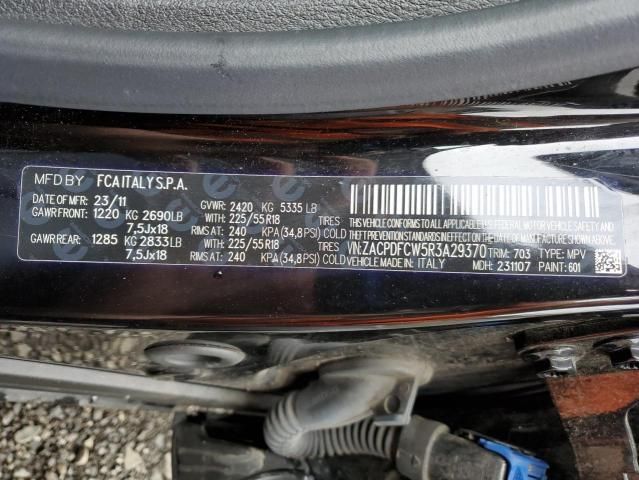 MFD BY FCA ITALY S.P.A.
DATE OF MFR: 23/11 GVWR: 2420 KG 5335 LB
GAWR FRONT: 1220 KG 2690LB WITH: 225/55R18 TIRES
7,5Jx18 RIMS AT: 240 KPA (34,8PSI) COLD
GAWR REAR: 1285 KG 2833LB WITH: 225/55R18 TIRES
7,5Jx18 RIMS AT: 240 KPA (34,8PSI) COLD
THIS VEHICLE CONFORMS TO ALL APPLICABLE U.S. FEDERAL MOTOR VEHICLE
THEFT PREVENTION STANDARDS IN EFFECT ON THE DATE OF MANUFACTURE SHOWN ABOVE
VN:ZACPDFCW5R3A29370 TRIM: 703 TYPE: MPV
VEHICLE MADE IN: ITALY MDH: 231107 PAINT: 601